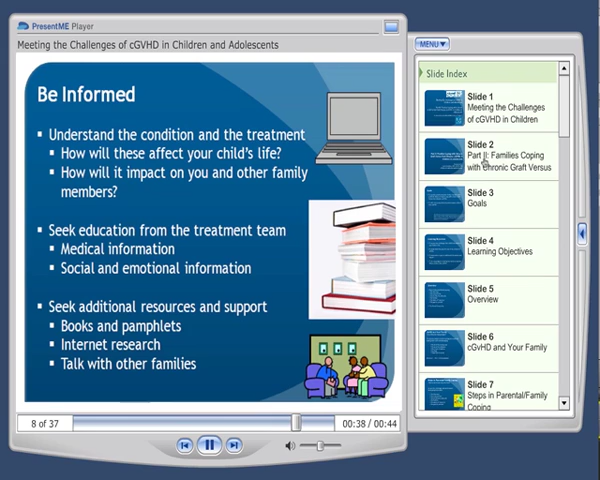 PresentME Player
Meeting the Challenges of cGVHD in Children and Adolescents
Be Informed
▪ Understand the condition and the treatment
▪ How will these affect your child's life?
▪ How will it impact on you and other family
members?
▪ Seek education from the treatment team
▪ Medical information
▪ Social and emotional information
▪ Seek additional resources and support
▪ Books and pamphlets
▪ Internet research
▪ Talk with other families
8 of 37
00:38 / 00:44
MENU
Slide Index
Slide 1
Meeting the Challenges
of cGVHD in Children
Slide 2
Part II: Families Coping
with Chronic Graft Versus
Slide 3
Goals
Slide 4
Learning Objectives
Slide 5
Overview
Slide 6
cGVHD and Your Family
Slide 7
Steps in Parental/Family
Coping